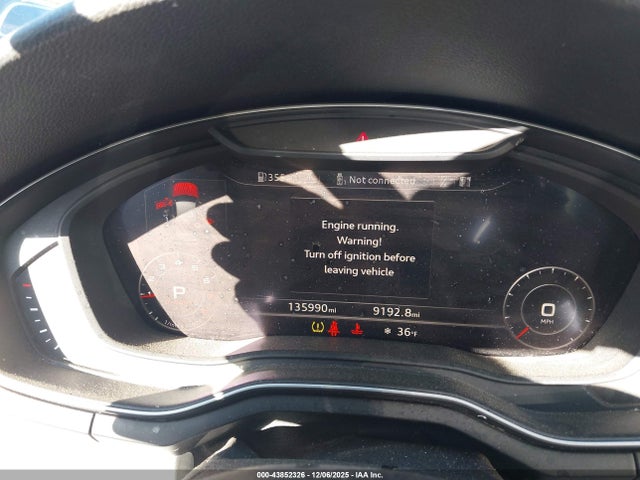 Not connected
Engine running.
Warning!
Turn off ignition before
leaving vehicle
P
0
MPH
135990mi 9192.8mi
36°F
000-43852326 - 12/06/2025 - IAA Inc.